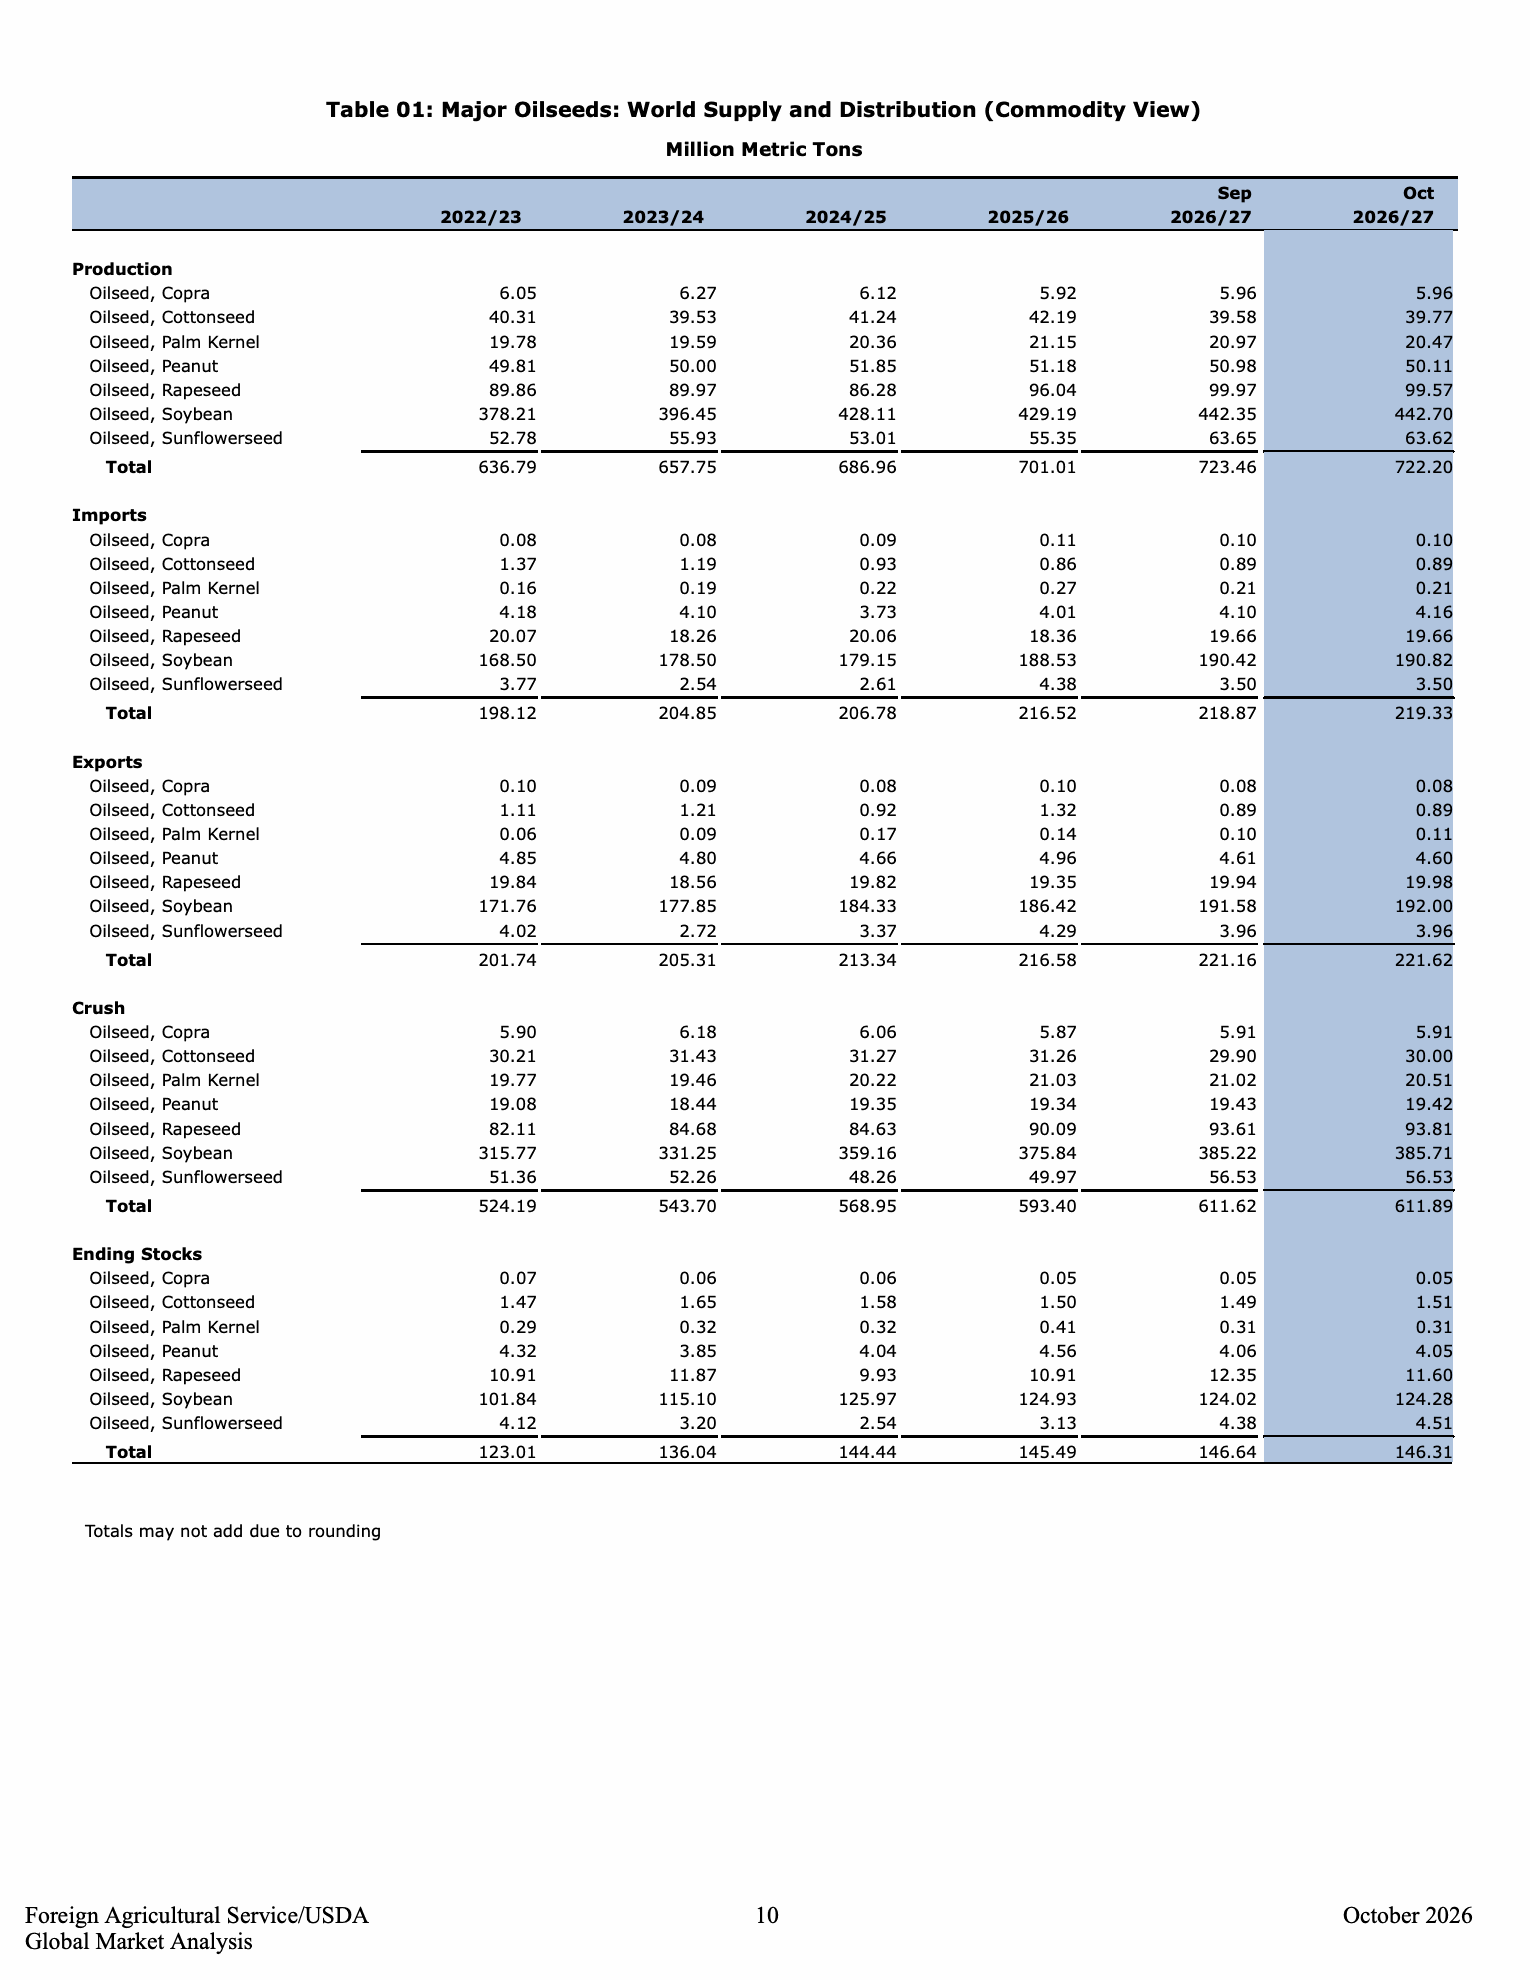 Table 01: Major Oilseeds: World Supply and Distribution (Commodity View)
Million Metric Tons
Sep Oct
2022/23 2023/24 2024/25 2025/26 2026/27 2026/27
Production
Oilseed, Copra 6.05 6.27 6.12 5.92 5.96 5.96
Oilseed, Cottonseed 40.31 39.53 41.24 42.19 39.58 39.77
Oilseed, Palm Kernel 19.78 19.59 20.36 21.15 20.97 20.47
Oilseed, Peanut 49.81 50.00 51.85 51.18 50.98 50.11
Oilseed, Rapeseed 89.86 89.97 86.28 96.04 99.97 99.57
Oilseed, Soybean 378.21 396.45 428.11 429.19 442.35 442.70
Oilseed, Sunflowerseed 52.78 55.93 53.01 55.35 63.65 63.62
Total 636.79 657.75 686.96 701.01 723.46 722.20
Imports
Oilseed, Copra 0.08 0.08 0.09 0.11 0.10 0.10
Oilseed, Cottonseed 1.37 1.19 0.93 0.86 0.89 0.89
Oilseed, Palm Kernel 0.16 0.19 0.22 0.27 0.21 0.21
Oilseed, Peanut 4.18 4.10 3.73 4.01 4.10 4.16
Oilseed, Rapeseed 20.07 18.26 20.06 18.36 19.66 19.66
Oilseed, Soybean 168.50 178.50 179.15 188.53 190.42 190.82
Oilseed, Sunflowerseed 3.77 2.54 2.61 4.38 3.50 3.50
Total 198.12 204.85 206.78 216.52 218.87 219.33
Exports
Oilseed, Copra 0.10 0.09 0.08 0.10 0.08 0.08
Oilseed, Cottonseed 1.11 1.21 0.92 1.32 0.89 0.89
Oilseed, Palm Kernel 0.06 0.09 0.17 0.14 0.10 0.11
Oilseed, Peanut 4.85 4.80 4.66 4.96 4.61 4.60
Oilseed, Rapeseed 19.84 18.56 19.82 19.35 19.94 19.98
Oilseed, Soybean 171.76 177.85 184.33 186.42 191.58 192.00
Oilseed, Sunflowerseed 4.02 2.72 3.37 4.29 3.96 3.96
Total 201.74 205.31 213.34 216.58 221.16 221.62
Crush
Oilseed, Copra 5.90 6.18 6.06 5.87 5.91 5.91
Oilseed, Cottonseed 30.21 31.43 31.27 31.26 29.90 30.00
Oilseed, Palm Kernel 19.77 19.46 20.22 21.03 21.02 20.51
Oilseed, Peanut 19.08 18.44 19.35 19.34 19.43 19.42
Oilseed, Rapeseed 82.11 84.68 84.63 90.09 93.61 93.81
Oilseed, Soybean 315.77 331.25 359.16 375.84 385.22 385.71
Oilseed, Sunflowerseed 51.36 52.26 48.26 49.97 56.53 56.53
Total 524.19 543.70 568.95 593.40 611.62 611.89
Ending Stocks
Oilseed, Copra 0.07 0.06 0.06 0.05 0.05 0.05
Oilseed, Cottonseed 1.47 1.65 1.58 1.50 1.49 1.51
Oilseed, Palm Kernel 0.29 0.32 0.32 0.41 0.31 0.31
Oilseed, Peanut 4.32 3.85 4.04 4.56 4.06 4.05
Oilseed, Rapeseed 10.91 11.87 9.93 10.91 12.35 11.60
Oilseed, Soybean 101.84 115.10 125.97 124.93 124.02 124.28
Oilseed, Sunflowerseed 4.12 3.20 2.54 3.13 4.38 4.51
Total 123.01 136.04 144.44 145.49 146.64 146.31
Totals may not add due to rounding
Foreign Agricultural Service/USDA 10 October 2026
Global Market Analysis